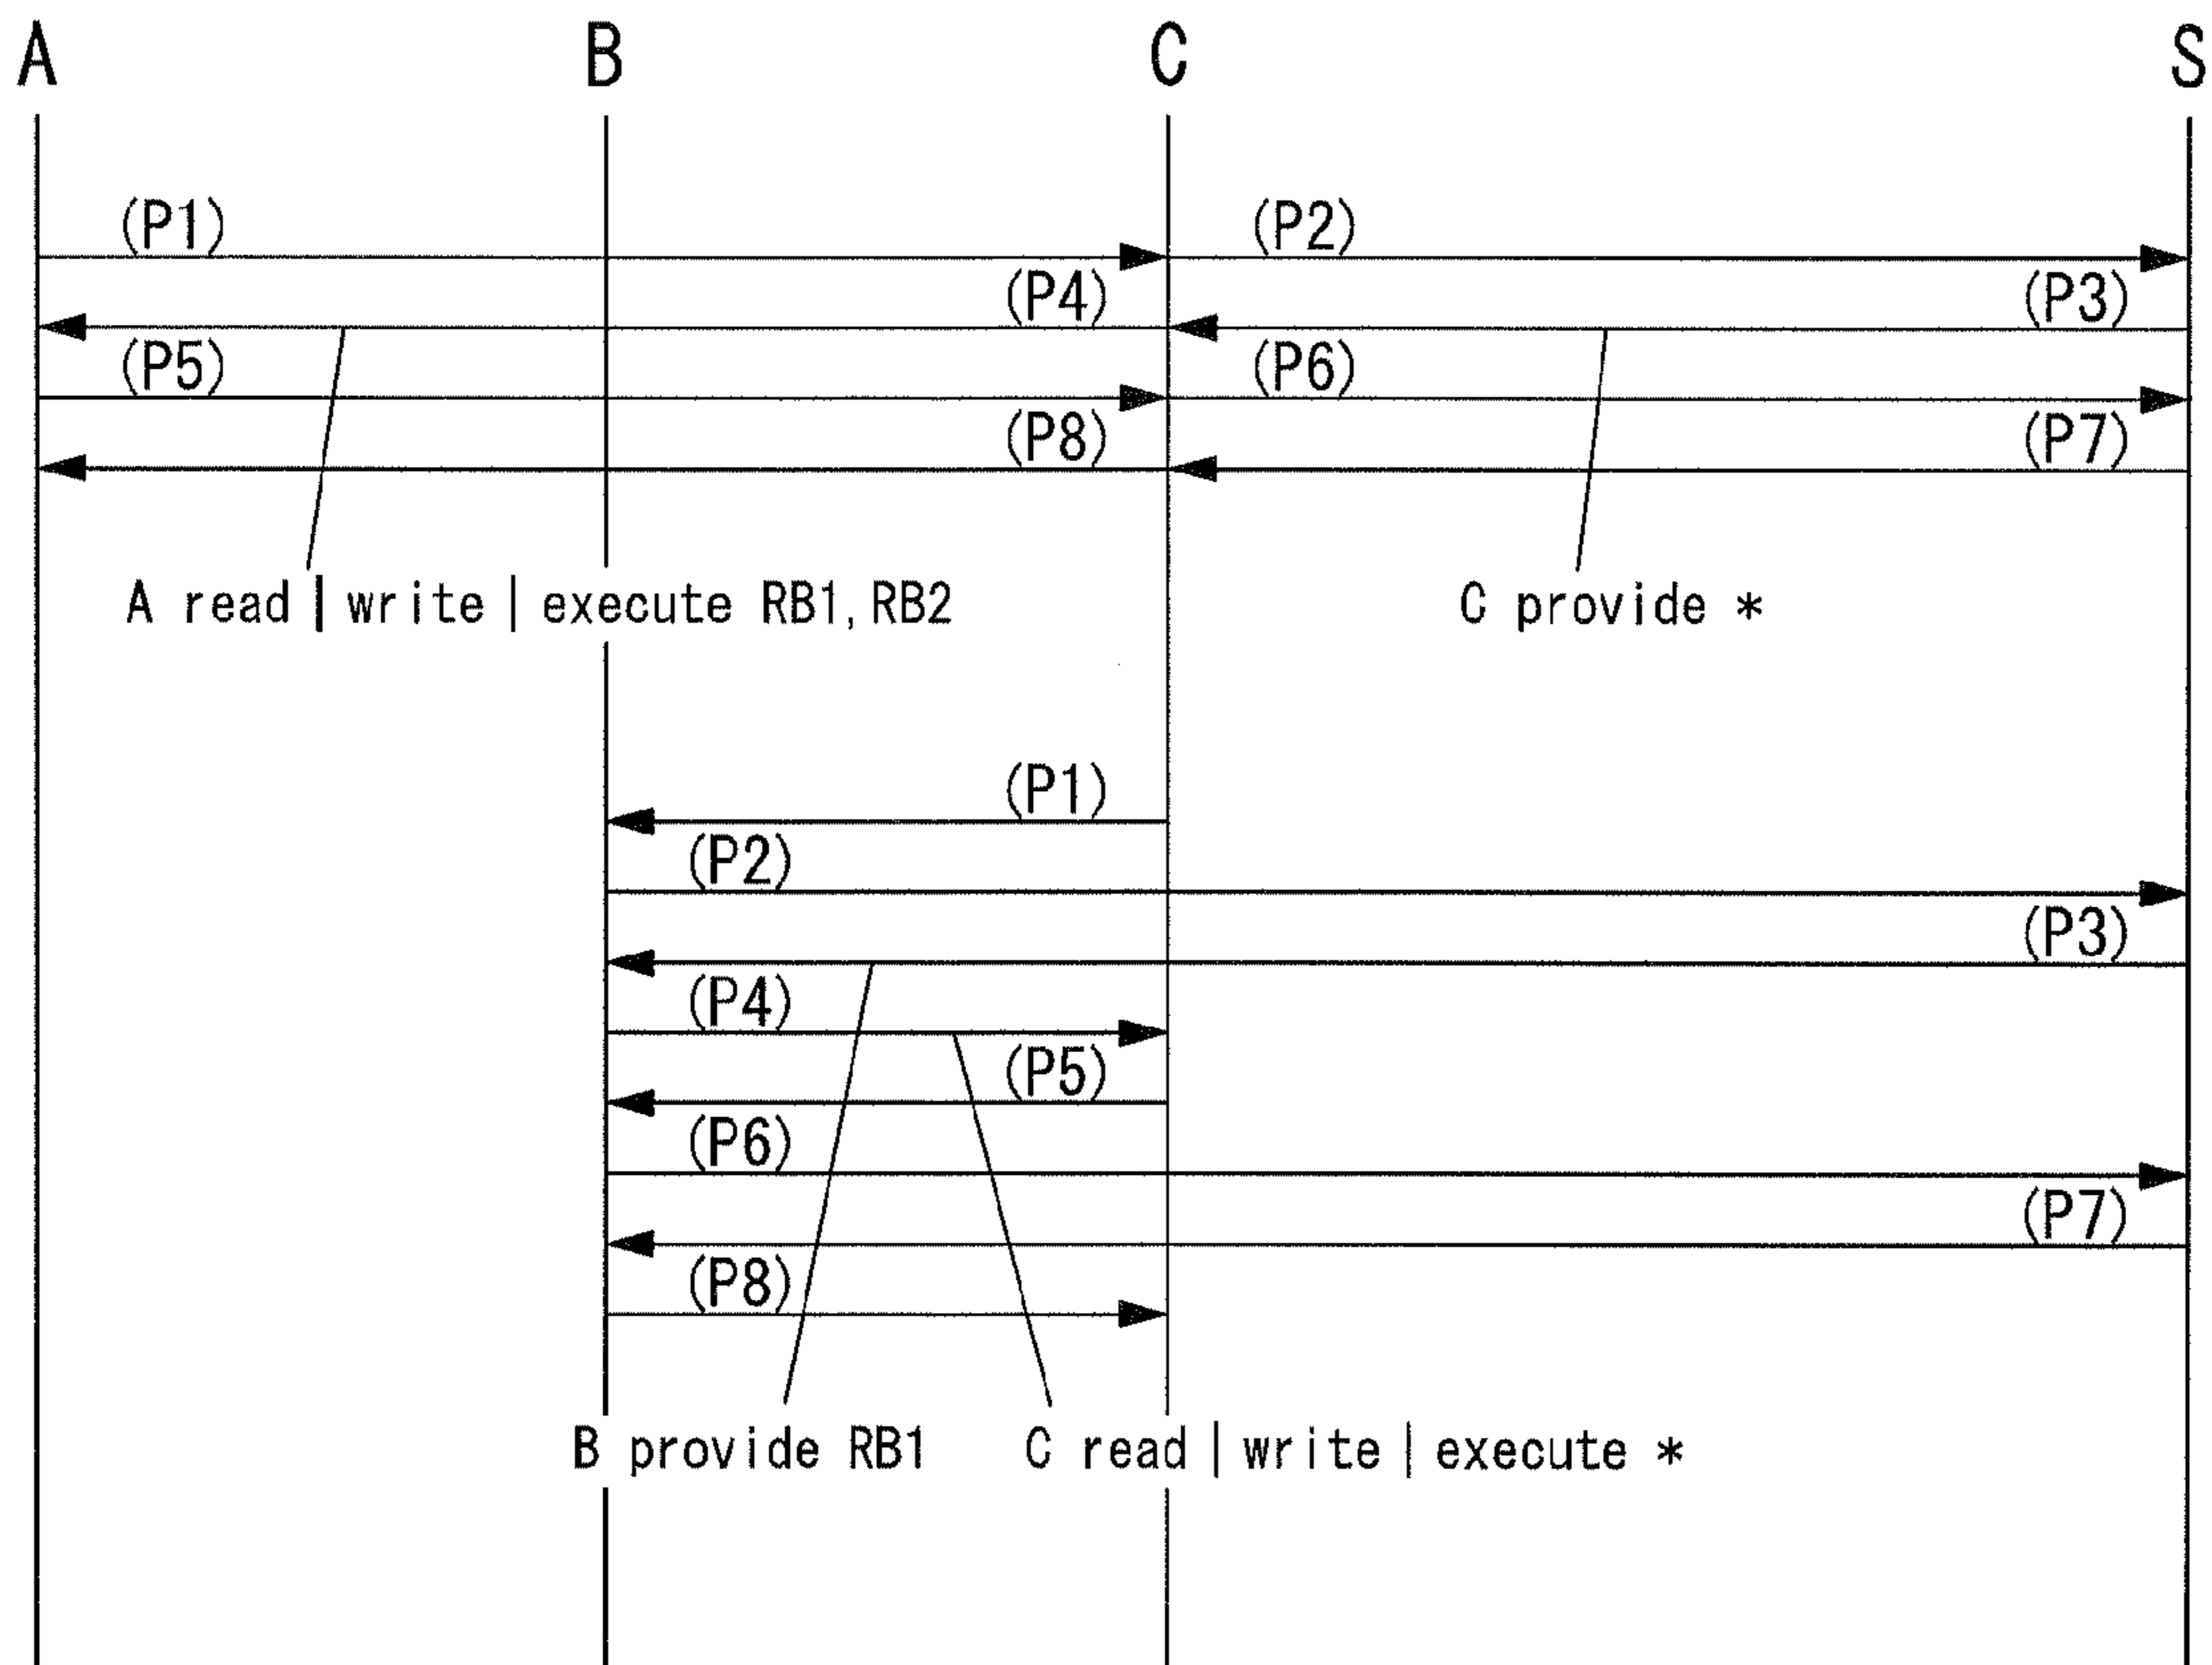 A B C S
(P1) (P2)
(P4) (P3)
(P5) (P6)
(P8) (P7)
A read | write | execute RB1, RB2 C provide *
(P1)
(P2)
(P3)
(P4)
(P5)
(P6)
(P7)
(P8)
B provide RB1 C read | write | execute *